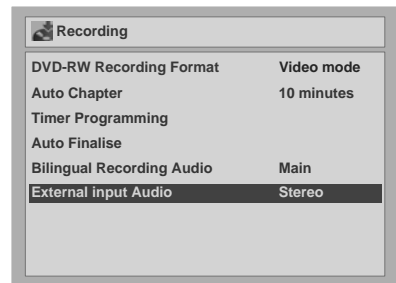 Recording
DVD-RW Recording Format Video mode
Auto Chapter 10 minutes
Timer Programming
Auto Finalise
Bilingual Recording Audio Main
External input Audio Stereo